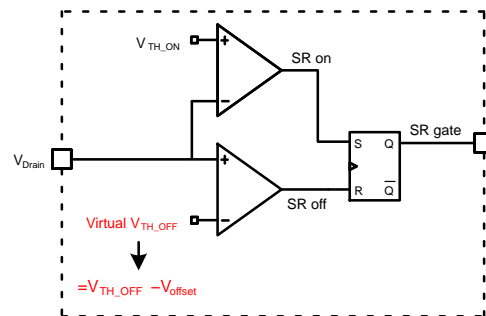 V_TH_ON
+
SR on
−
S Q
SR gate
V_Drain
+
R Q̅
SR off
−
Virtual V_TH_OFF
=V_TH_OFF −V_offset